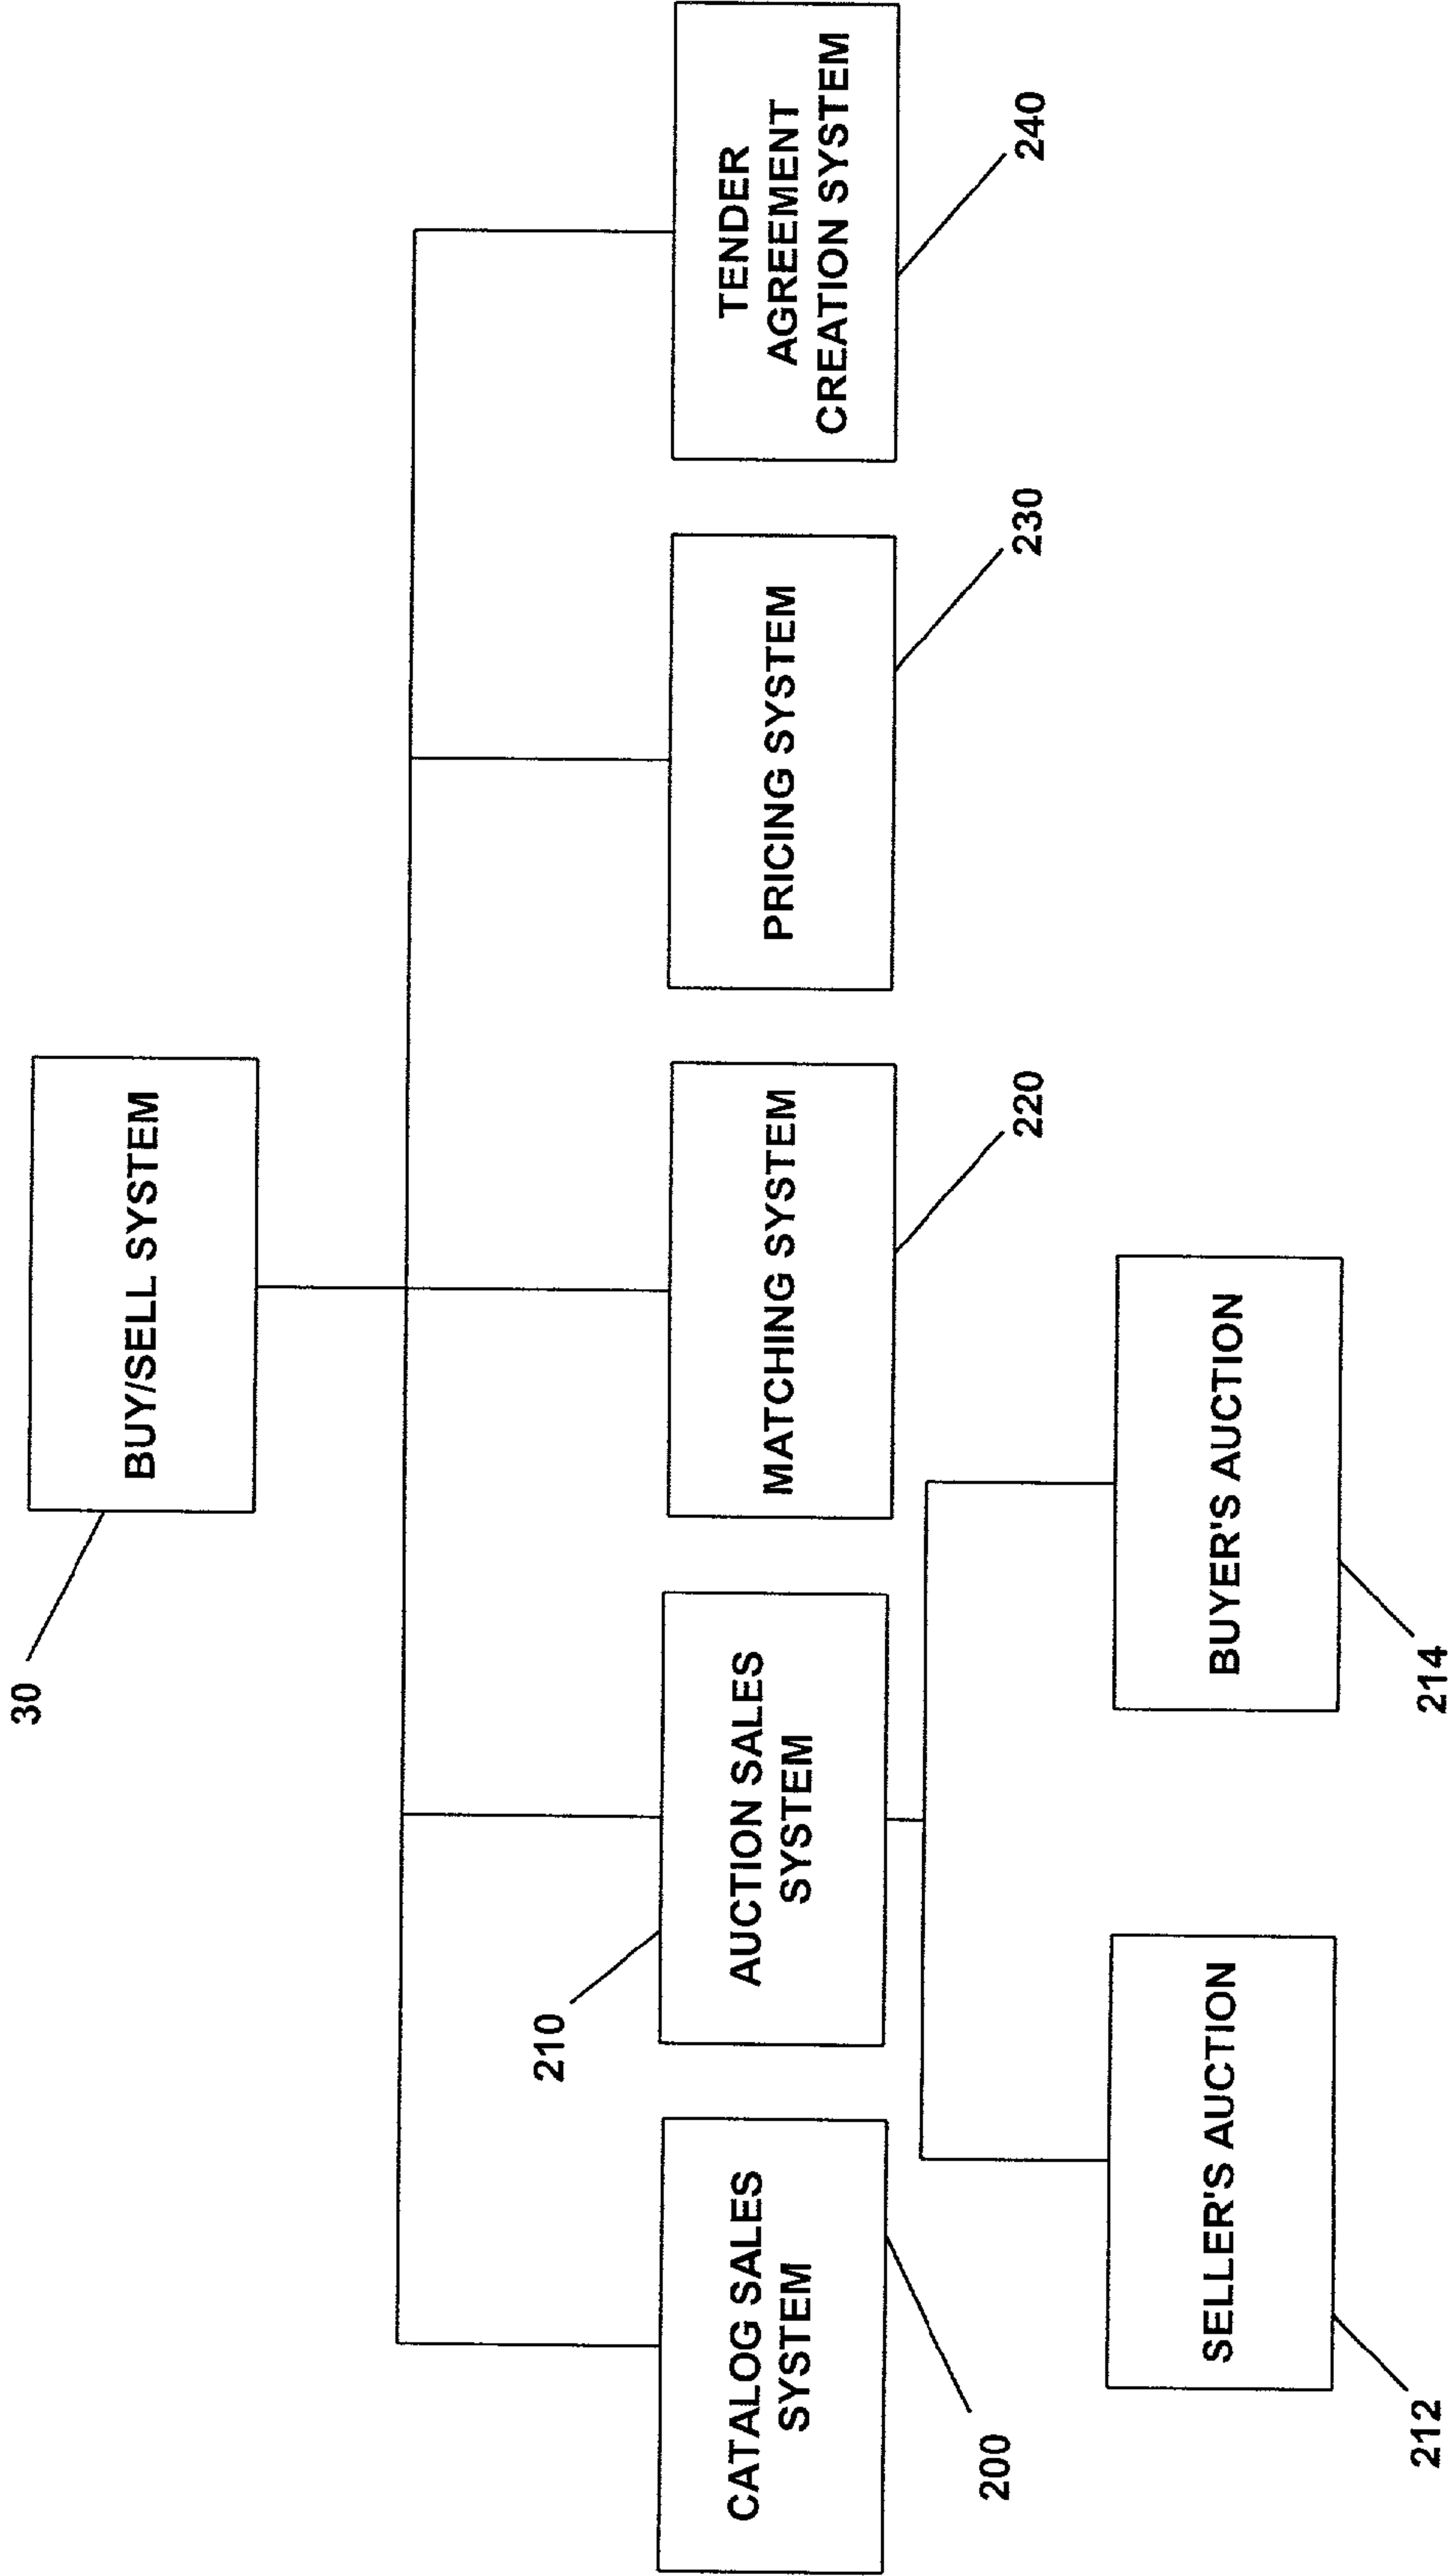 30
BUY/SELL SYSTEM
CATALOG SALES
SYSTEM
200
210
AUCTION SALES
SYSTEM
MATCHING SYSTEM
220
PRICING SYSTEM
230
TENDER
AGREEMENT
CREATION SYSTEM
240
SELLER'S AUCTION
212
BUYER'S AUCTION
214